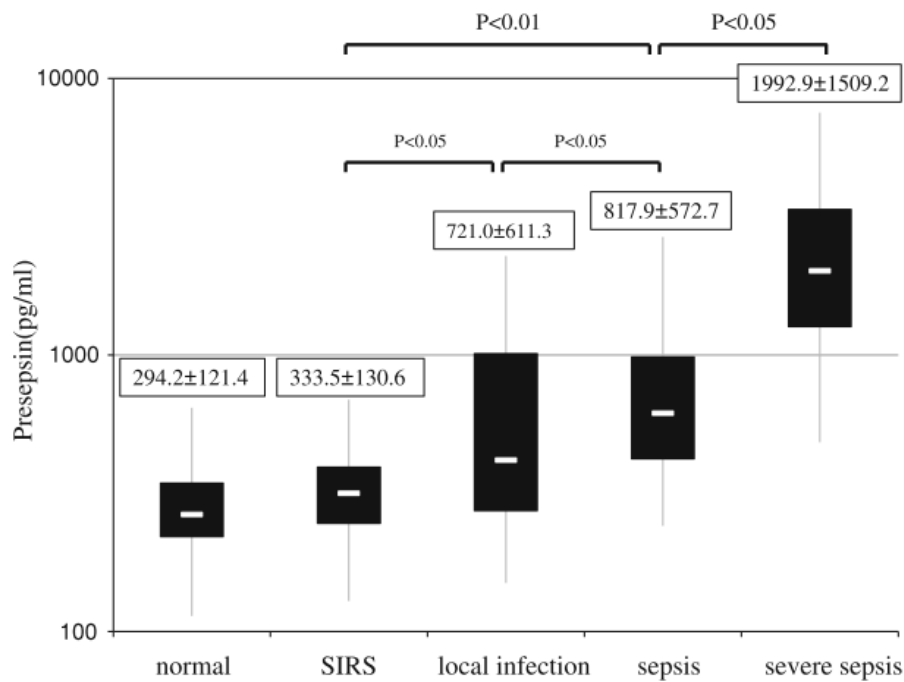 P<0.01
P<0.05
10000
1992.9±1509.2
P<0.05
P<0.05
817.9±572.7
721.0±611.3
Presepsin(pg/ml)
1000
294.2±121.4
333.5±130.6
100
normal
SIRS
local infection
sepsis
severe sepsis